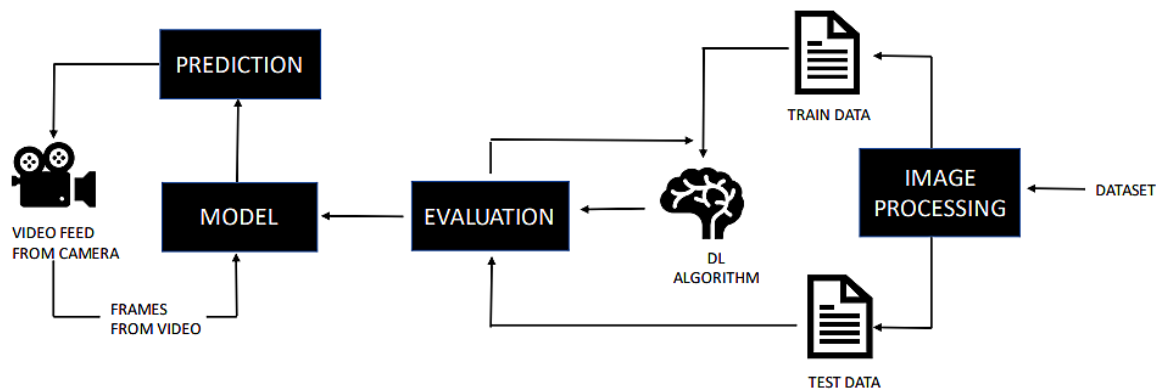 PREDICTION
TRAIN DATA
IMAGE
PROCESSING
DATASET
MODEL
EVALUATION
VIDEO FEED
FROM CAMERA
DL
ALGORITHM
FRAMES
FROM VIDEO
TEST DATA